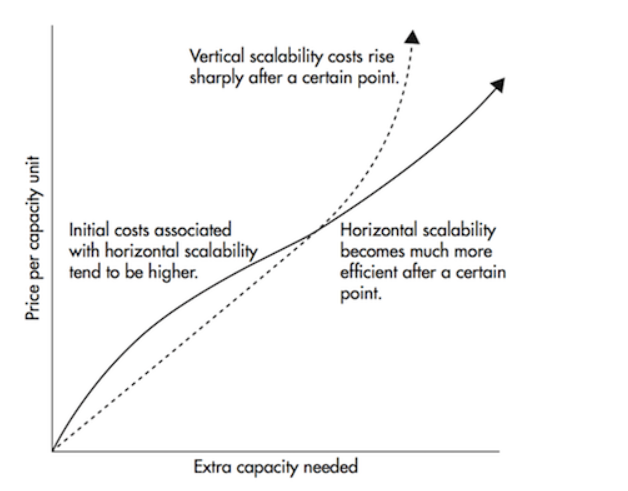 Vertical scalability costs rise
sharply after a certain point.
Price per capacity unit
Initial costs associated
with horizontal scalability
tend to be higher.
Horizontal scalability
becomes much more
efficient after a certain
point.
Extra capacity needed